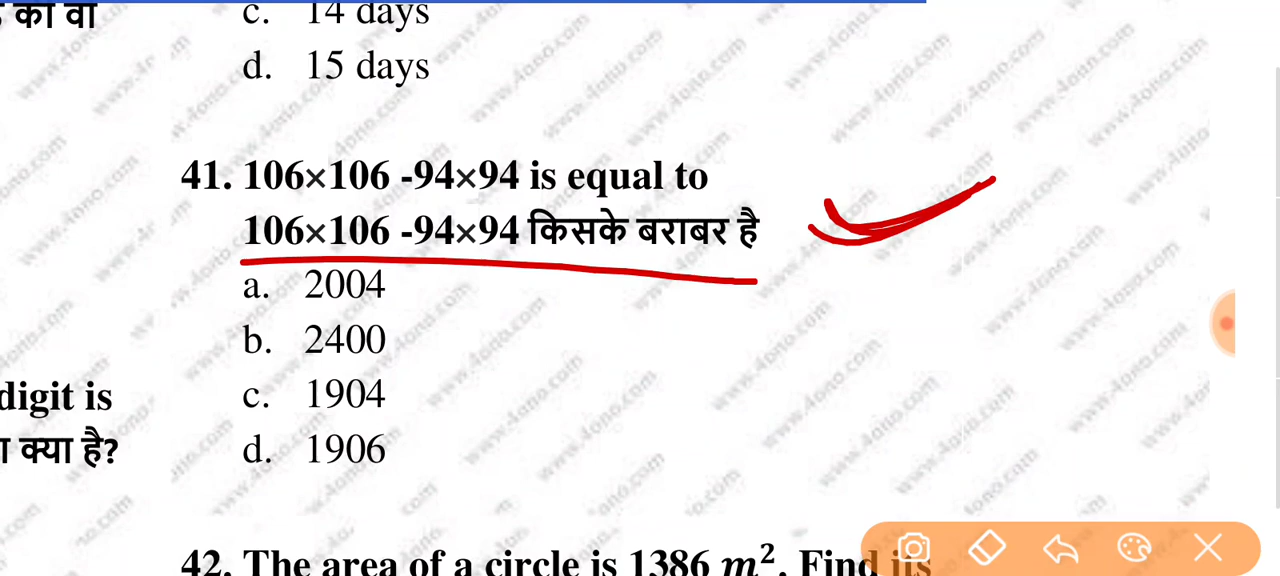 c. 14 days
d. 15 days
41. 106×106 -94×94 is equal to
106×106 -94×94 किसके बराबर है
a. 2004
b. 2400
c. 1904
d. 1906
digit is
क्या है?
42. The area of a circle is 1386 m². Find its